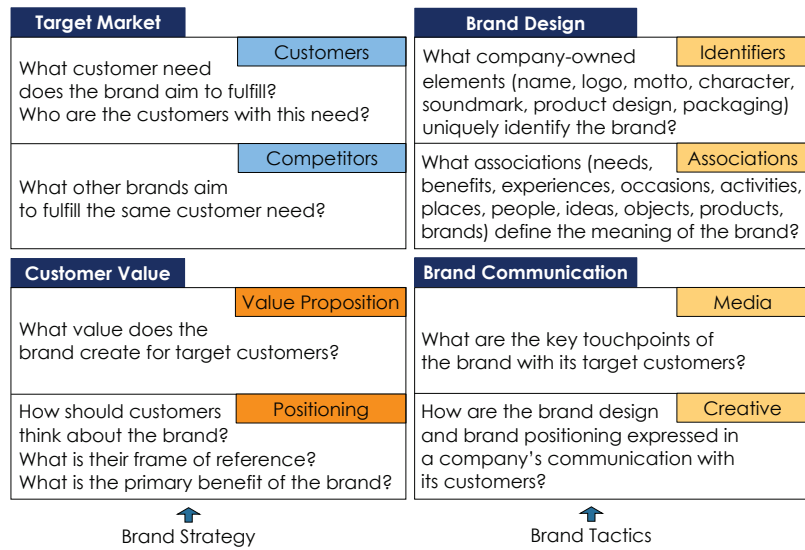 Target Market
Customers
What customer need
does the brand aim to fulfill?
Who are the customers with this need?
Competitors
What other brands aim
to fulfill the same customer need?
Customer Value
Value Proposition
What value does the
brand create for target customers?
Positioning
How should customers
think about the brand?
What is their frame of reference?
What is the primary benefit of the brand?
Brand Strategy
Brand Design
Identifiers
What company-owned
elements (name, logo, motto, character,
soundmark, product design, packaging)
uniquely identify the brand?
Associations
What associations (needs,
benefits, experiences, occasions, activities,
places, people, ideas, objects, products,
brands) define the meaning of the brand?
Brand Communication
Media
What are the key touchpoints of
the brand with its target customers?
Creative
How are the brand design
and brand positioning expressed in
a company's communication with
its customers?
Brand Tactics